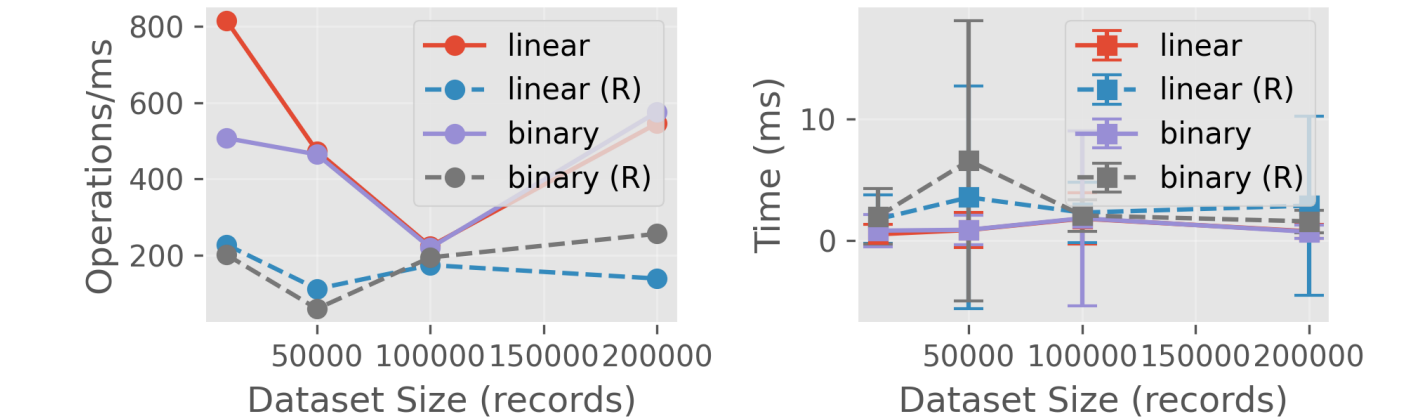 Operations/ms
800
600
400
200
linear
linear (R)
binary
binary (R)
50000 100000 150000 200000
Dataset Size (records)
Time (ms)
10
0
linear
linear (R)
binary
binary (R)
50000 100000 150000 200000
Dataset Size (records)